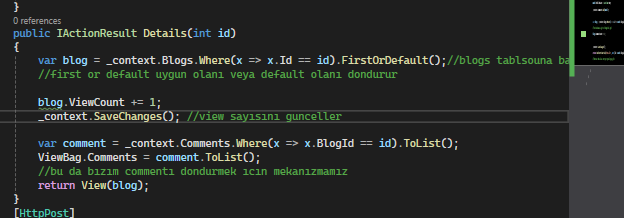 }
0 references
public IActionResult Details(int id)
{
var blog = _context.Blogs.Where(x => x.Id == id).FirstOrDefault();//blogs tablsouna ba
//first or default uygun olanı veya default olanı dondurur
blog.ViewCount += 1;
_context.SaveChanges(); //view sayısını gunceller
var comment = _context.Comments.Where(x => x.BlogId == id).ToList();
ViewBag.Comments = comment.ToList();
//bu da bizim commentı dondurmek ıcın mekanızmamız
return View(blog);
}
[HttpPost]